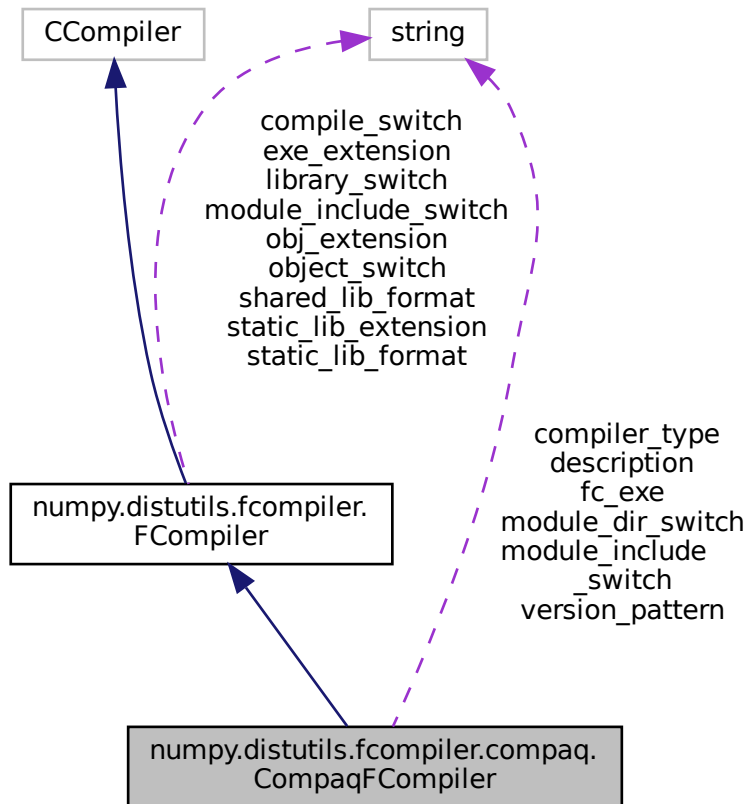 CCompiler
string
compile_switch
exe_extension
library_switch
module_include_switch
obj_extension
object_switch
shared_lib_format
static_lib_extension
static_lib_format
compiler_type
description
fc_exe
module_dir_switch
module_include
_switch
version_pattern
numpy.distutils.fcompiler.
FCompiler
numpy.distutils.fcompiler.compaq.
CompaqFCompiler